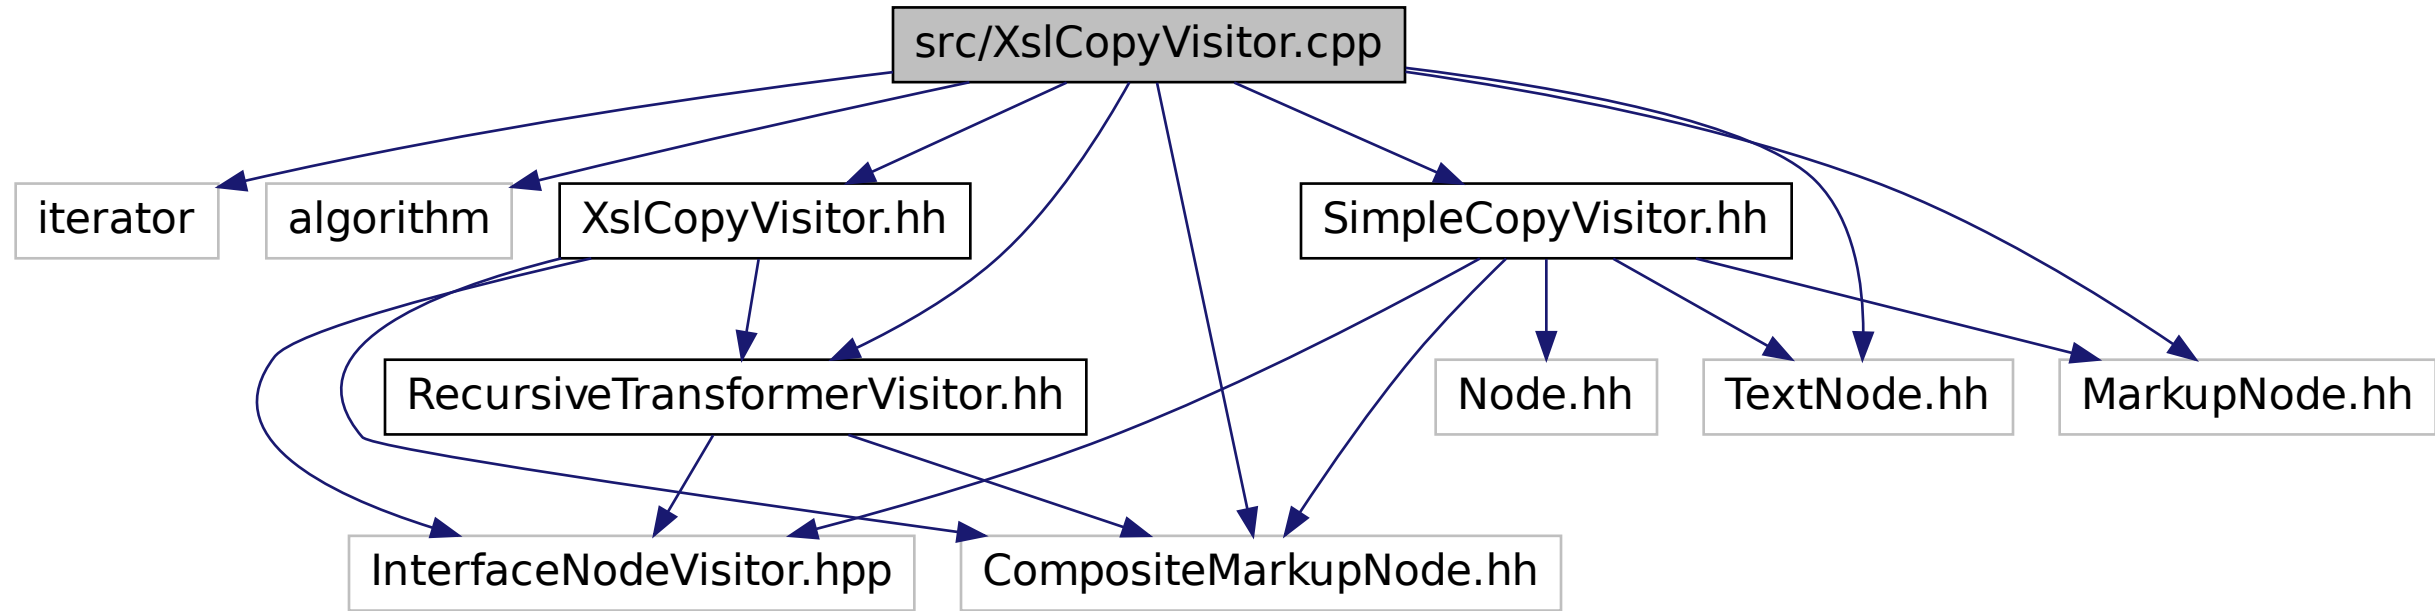 src/XslCopyVisitor.cpp
iterator
algorithm
XslCopyVisitor.hh
SimpleCopyVisitor.hh
RecursiveTransformerVisitor.hh
Node.hh
TextNode.hh
MarkupNode.hh
InterfaceNodeVisitor.hpp
CompositeMarkupNode.hh